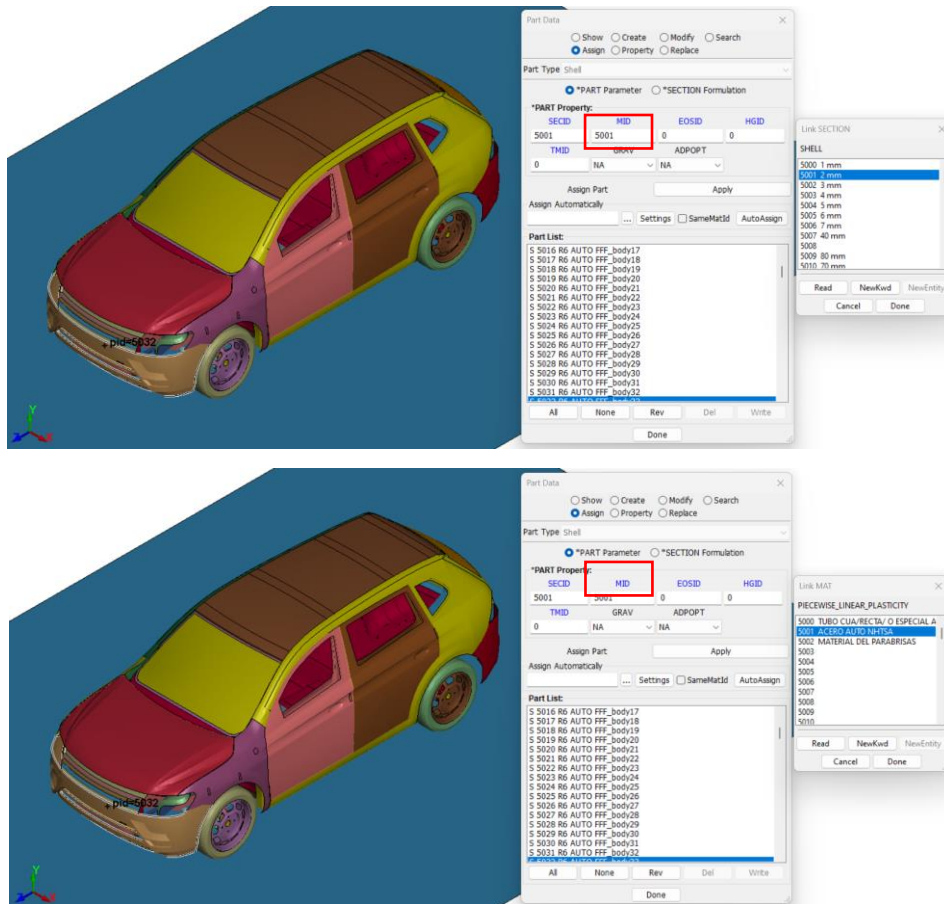 Part Data
Show Create Modify Search
Assign Property Replace
Part Type Shell
*PART Parameter *SECTION Formulation
*PART Property:
SECID MID EOSID HGID
5001 5001 0 0
TMID GRAV ADPOPT
0 NA NA
Assign Part Apply
Assign Automatically
... Settings SameMatId AutoAssign
Part List:
S 5016 R6 AUTO FFF_body17
S 5017 R6 AUTO FFF_body18
S 5018 R6 AUTO FFF_body19
S 5019 R6 AUTO FFF_body20
S 5020 R6 AUTO FFF_body21
S 5021 R6 AUTO FFF_body22
S 5022 R6 AUTO FFF_body23
S 5023 R6 AUTO FFF_body24
S 5024 R6 AUTO FFF_body25
S 5025 R6 AUTO FFF_body26
S 5026 R6 AUTO FFF_body27
S 5027 R6 AUTO FFF_body28
S 5028 R6 AUTO FFF_body29
S 5029 R6 AUTO FFF_body30
S 5030 R6 AUTO FFF_body31
S 5031 R6 AUTO FFF_body32
S 5032 R6 AUTO FFF_body33
All None Rev Del Write
Done
Link SECTION
SHELL
5000 1 mm
5001 2 mm
5002 3 mm
5003 4 mm
5004 5 mm
5005 6 mm
5006 7 mm
5007 40 mm
5008
5009 80 mm
5010 70 mm
Read NewKwd NewEntity
Cancel Done
pid=5032
Y
Z X
Part Data
Show Create Modify Search
Assign Property Replace
Part Type Shell
*PART Parameter *SECTION Formulation
*PART Property:
SECID MID EOSID HGID
5001 5001 0 0
TMID GRAV ADPOPT
0 NA NA
Assign Part Apply
Assign Automatically
... Settings SameMatId AutoAssign
Part List:
S 5016 R6 AUTO FFF_body17
S 5017 R6 AUTO FFF_body18
S 5018 R6 AUTO FFF_body19
S 5019 R6 AUTO FFF_body20
S 5020 R6 AUTO FFF_body21
S 5021 R6 AUTO FFF_body22
S 5022 R6 AUTO FFF_body23
S 5023 R6 AUTO FFF_body24
S 5024 R6 AUTO FFF_body25
S 5025 R6 AUTO FFF_body26
S 5026 R6 AUTO FFF_body27
S 5027 R6 AUTO FFF_body28
S 5028 R6 AUTO FFF_body29
S 5029 R6 AUTO FFF_body30
S 5030 R6 AUTO FFF_body31
S 5031 R6 AUTO FFF_body32
S 5032 R6 AUTO FFF_body33
All None Rev Del Write
Done
Link MAT
PIECEWISE_LINEAR_PLASTICITY
5000 TUBO CUA/RECTA/ O ESPECIAL A
5001 ACERO AUTO NHTSA
5002 MATERIAL DEL PARABRISAS
5003
5004
5005
5006
5007
5008
5009
5010
Read NewKwd NewEntity
Cancel Done
pid=5032
Y
Z X